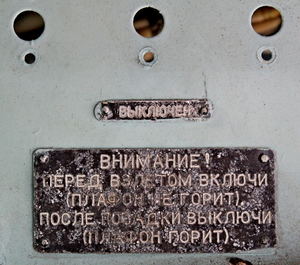 ВЫКЛЮЧЕН
ВНИМАНИЕ!
ПЕРЕД ВЗЛЕТОМ ВКЛЮЧИ
(ПЛАФОН НЕ ГОРИТ),
ПОСЛЕ ПОСАДКИ ВЫКЛЮЧИ
(ПЛАФОН ГОРИТ).